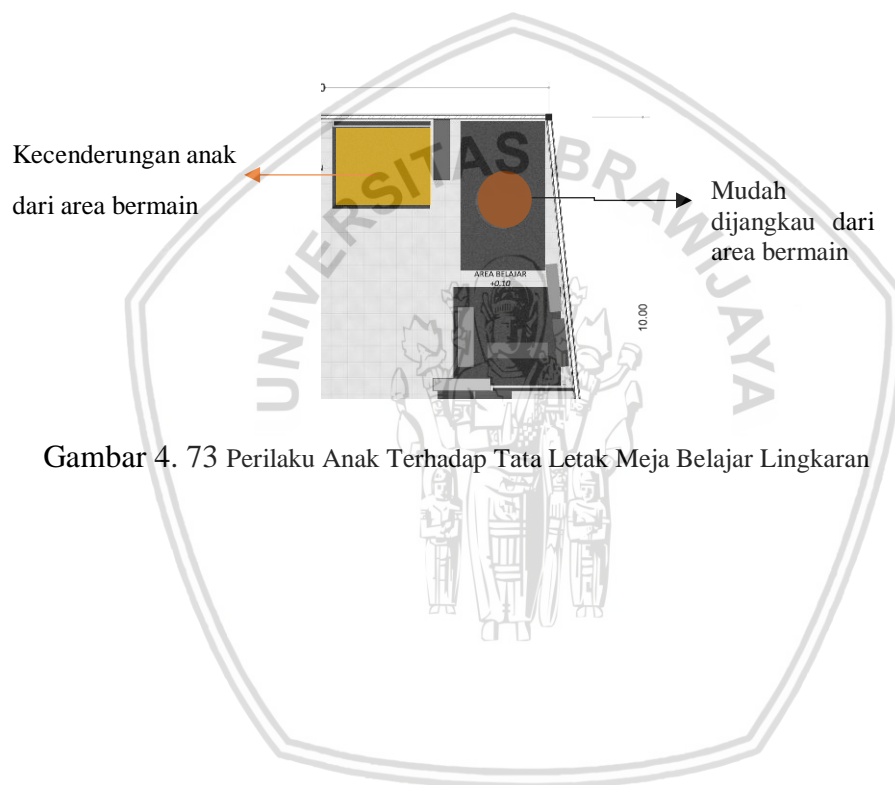 UNIVERSITAS BRAWIJAYA
Kecenderungan anak
dari area bermain
Mudah
dijangkau dari
area bermain
AREA BELAJAR
+0.10
10.00
Gambar 4. 73 Perilaku Anak Terhadap Tata Letak Meja Belajar Lingkaran